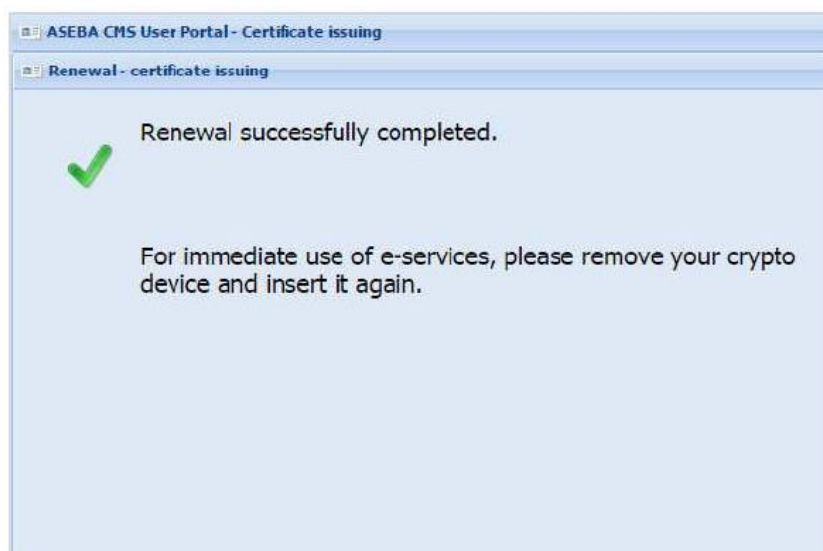 ASEBA CMS User Portal - Certificate issuing
Renewal - certificate issuing
Renewal successfully completed.
For immediate use of e-services, please remove your crypto
device and insert it again.